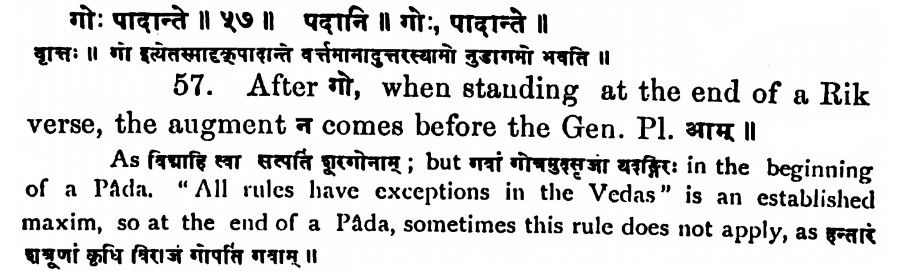 गोः पादान्ते ॥ ५७ ॥ पदानि ॥ गोः, पादान्ते ॥
वृत्तिः ॥ गो इत्येतस्मादृक्पादान्ते वर्त्तमानादुत्तरस्यामो नुडागमो भवति ॥
57. After गो, when standing at the end of a Rik
verse, the augment न comes before the Gen. Pl. आम् ॥
As विद्माहि त्वा सत्पतिं शूरगोनाम् ; but गवां गोत्रमुदसृजो यदङ्गिरः in the beginning
of a Pâda. "All rules have exceptions in the Vedas" is an established
maxim, so at the end of a Pâda, sometimes this rule does not apply, as हन्तारं
शत्रूणां कृधि विराजं गोपतिं गवाम् ॥